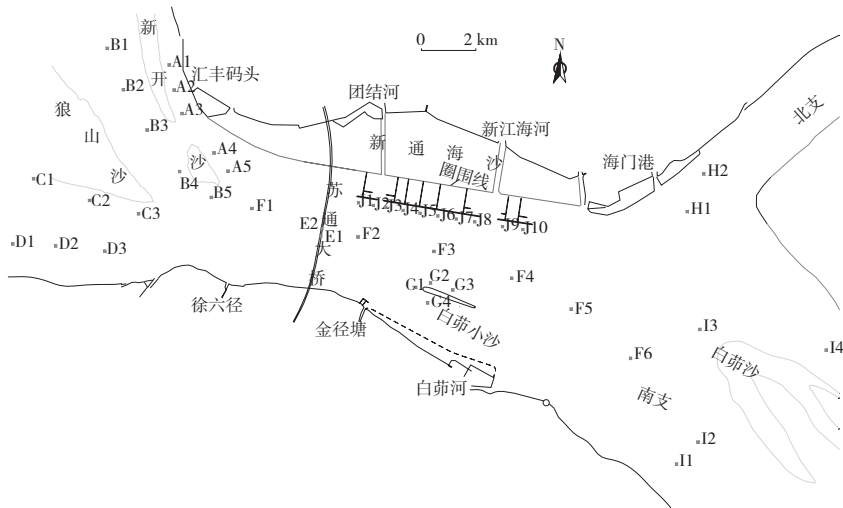 新开沙
B1
A1
0 2 km
N
汇丰码头
B2
A2
团结河
A3
狼山沙
B3
新江海河
北支
新通海沙
A4
海门港
圈围线
A5
H2
C1
B4
B5
苏通大桥
C2
C3
F1
J1
J2
J3
J4
J5
J6
J7
J8
J9
J10
H1
E2
E1
F2
D1
D2
D3
F3
F4
G1
G2
G3
G4
徐六径
F5
白茆小沙
金径塘
I3
I4
F6
白茆沙
白茆河
南支
I2
I1